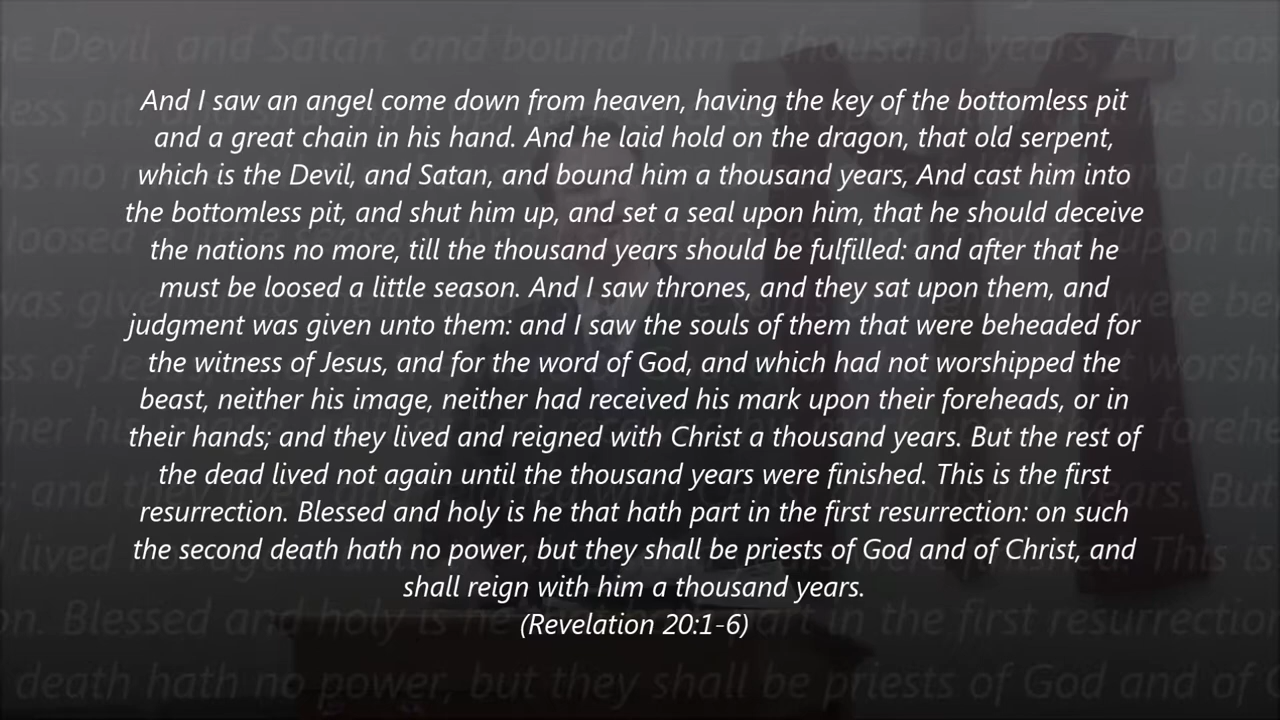 And I saw an angel come down from heaven, having the key of the bottomless pit
and a great chain in his hand. And he laid hold on the dragon, that old serpent,
which is the Devil, and Satan, and bound him a thousand years, And cast him into
the bottomless pit, and shut him up, and set a seal upon him, that he should deceive
the nations no more, till the thousand years should be fulfilled: and after that he
must be loosed a little season. And I saw thrones, and they sat upon them, and
judgment was given unto them: and I saw the souls of them that were beheaded for
the witness of Jesus, and for the word of God, and which had not worshipped the
beast, neither his image, neither had received his mark upon their foreheads, or in
their hands; and they lived and reigned with Christ a thousand years. But the rest of
the dead lived not again until the thousand years were finished. This is the first
resurrection. Blessed and holy is he that hath part in the first resurrection: on such
the second death hath no power, but they shall be priests of God and of Christ, and
shall reign with him a thousand years.
(Revelation 20:1-6)